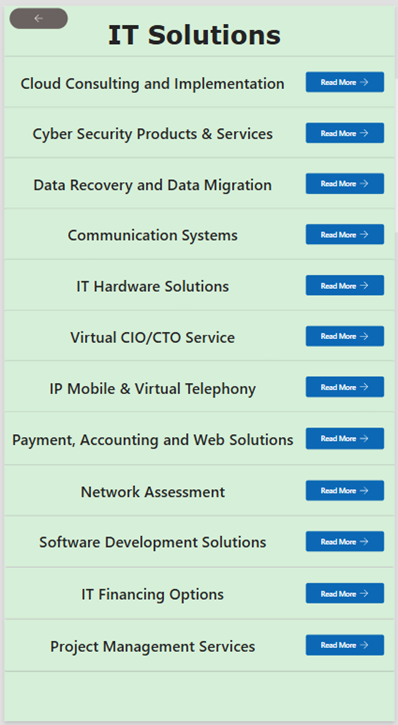 IT Solutions
Cloud Consulting and Implementation
Read More
Cyber Security Products & Services
Read More
Data Recovery and Data Migration
Read More
Communication Systems
Read More
IT Hardware Solutions
Read More
Virtual CIO/CTO Service
Read More
IP Mobile & Virtual Telephony
Read More
Payment, Accounting and Web Solutions
Read More
Network Assessment
Read More
Software Development Solutions
Read More
IT Financing Options
Read More
Project Management Services
Read More